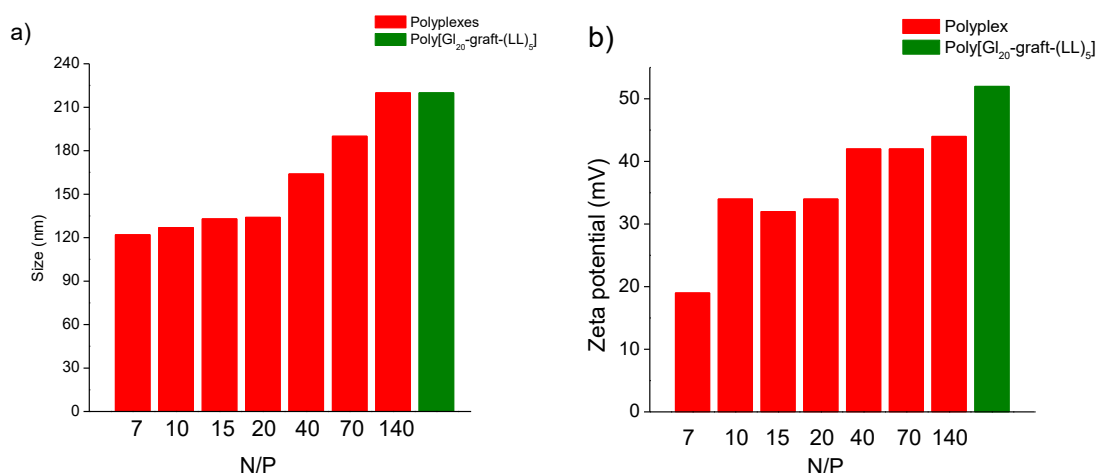 a)
Polyplexes
Poly[Gl₂₀-graft-(LL)₅]
240
210
180
150
120
90
60
30
0
Size (nm)
7 10 15 20 40 70 140
N/P
b)
Polyplex
Poly[Gl₂₀-graft-(LL)₅]
50
40
30
20
10
0
Zeta potential (mV)
7 10 15 20 40 70 140
N/P